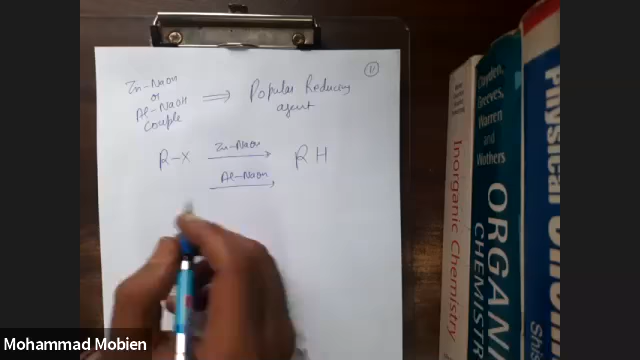 (V)
Zn-NaOH
or
Al-NaOH
Couple
⟹ Popular Reducing
agent
R-X Zn-NaOH RH
Al-NaOH
Inorganic Chemistry
Clayden,
Greeves,
Warren
and
Wothers
ORGANIC
CHEMISTRY
Physical
Mohammad Mobien